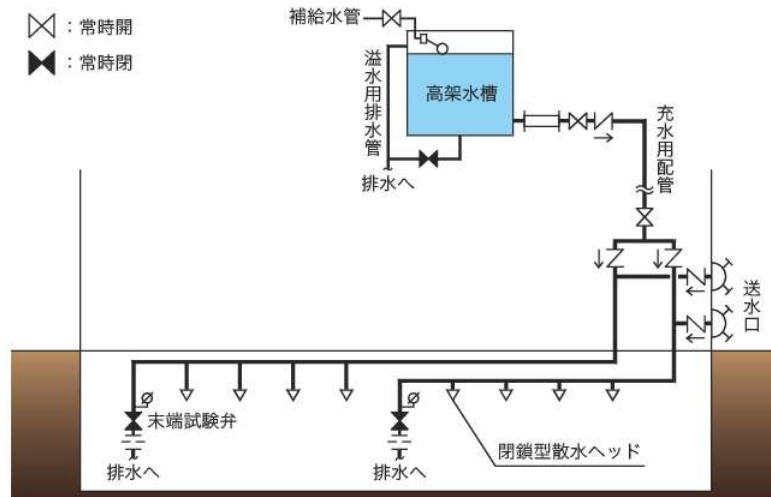 ：常時開
：常時閉
補給水管
溢水用排水管
高架水槽
充水用配管
排水へ
送水口
末端試験弁
閉鎖型散水ヘッド
排水へ
排水へ